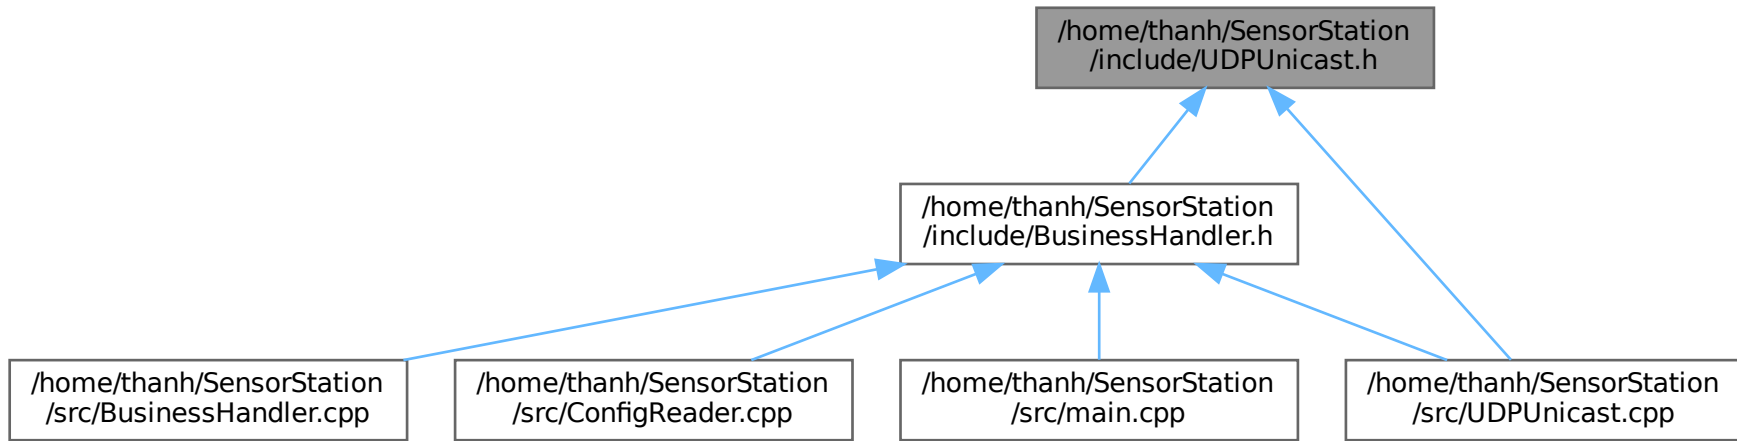 /home/thanh/SensorStation
/include/UDPUnicast.h
/home/thanh/SensorStation
/include/BusinessHandler.h
/home/thanh/SensorStation
/src/BusinessHandler.cpp
/home/thanh/SensorStation
/src/ConfigReader.cpp
/home/thanh/SensorStation
/src/main.cpp
/home/thanh/SensorStation
/src/UDPUnicast.cpp